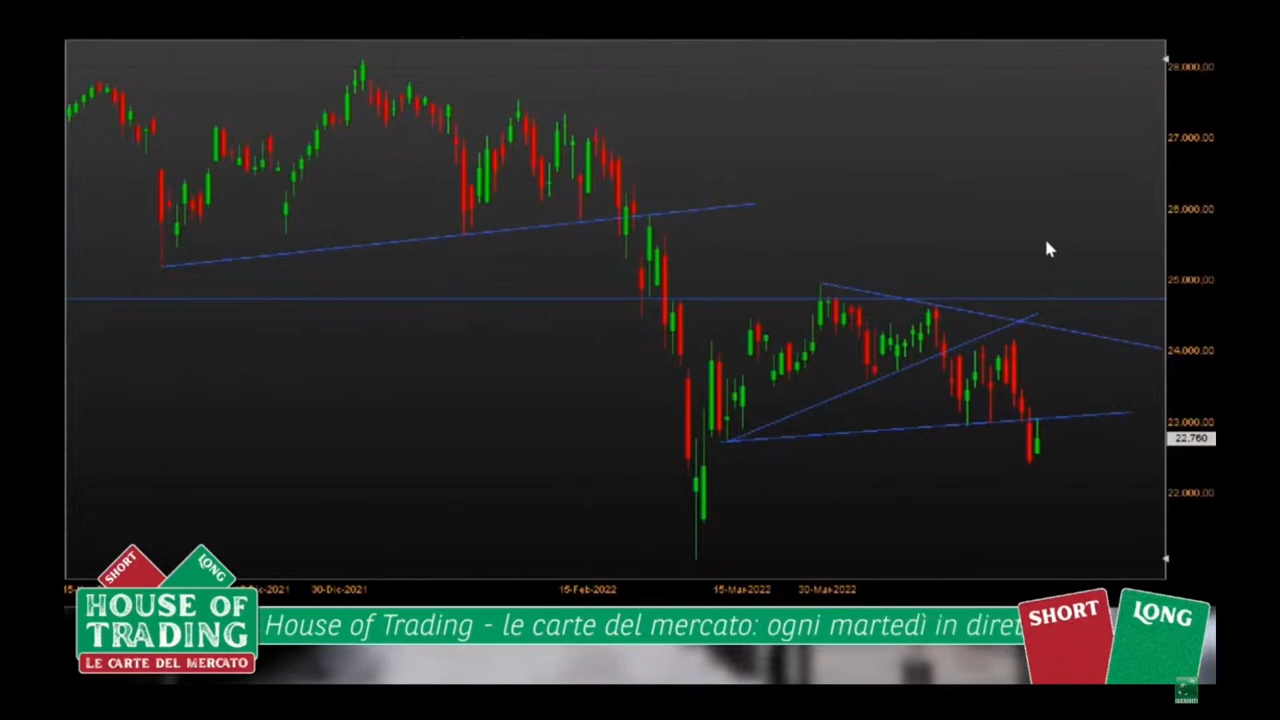 28.000,00
27.000,00
26.000,00
25.000,00
24.000,00
23.000,00
22.760
22.000,00
30-Dic-2021
15-Feb-2022
15-Mar-2022
30-Mar-2022
SHORT
LONG
HOUSE OF
TRADING
LE CARTE DEL MERCATO
House of Trading - le carte del mercato: ogni martedì in diret
SHORT
LONG